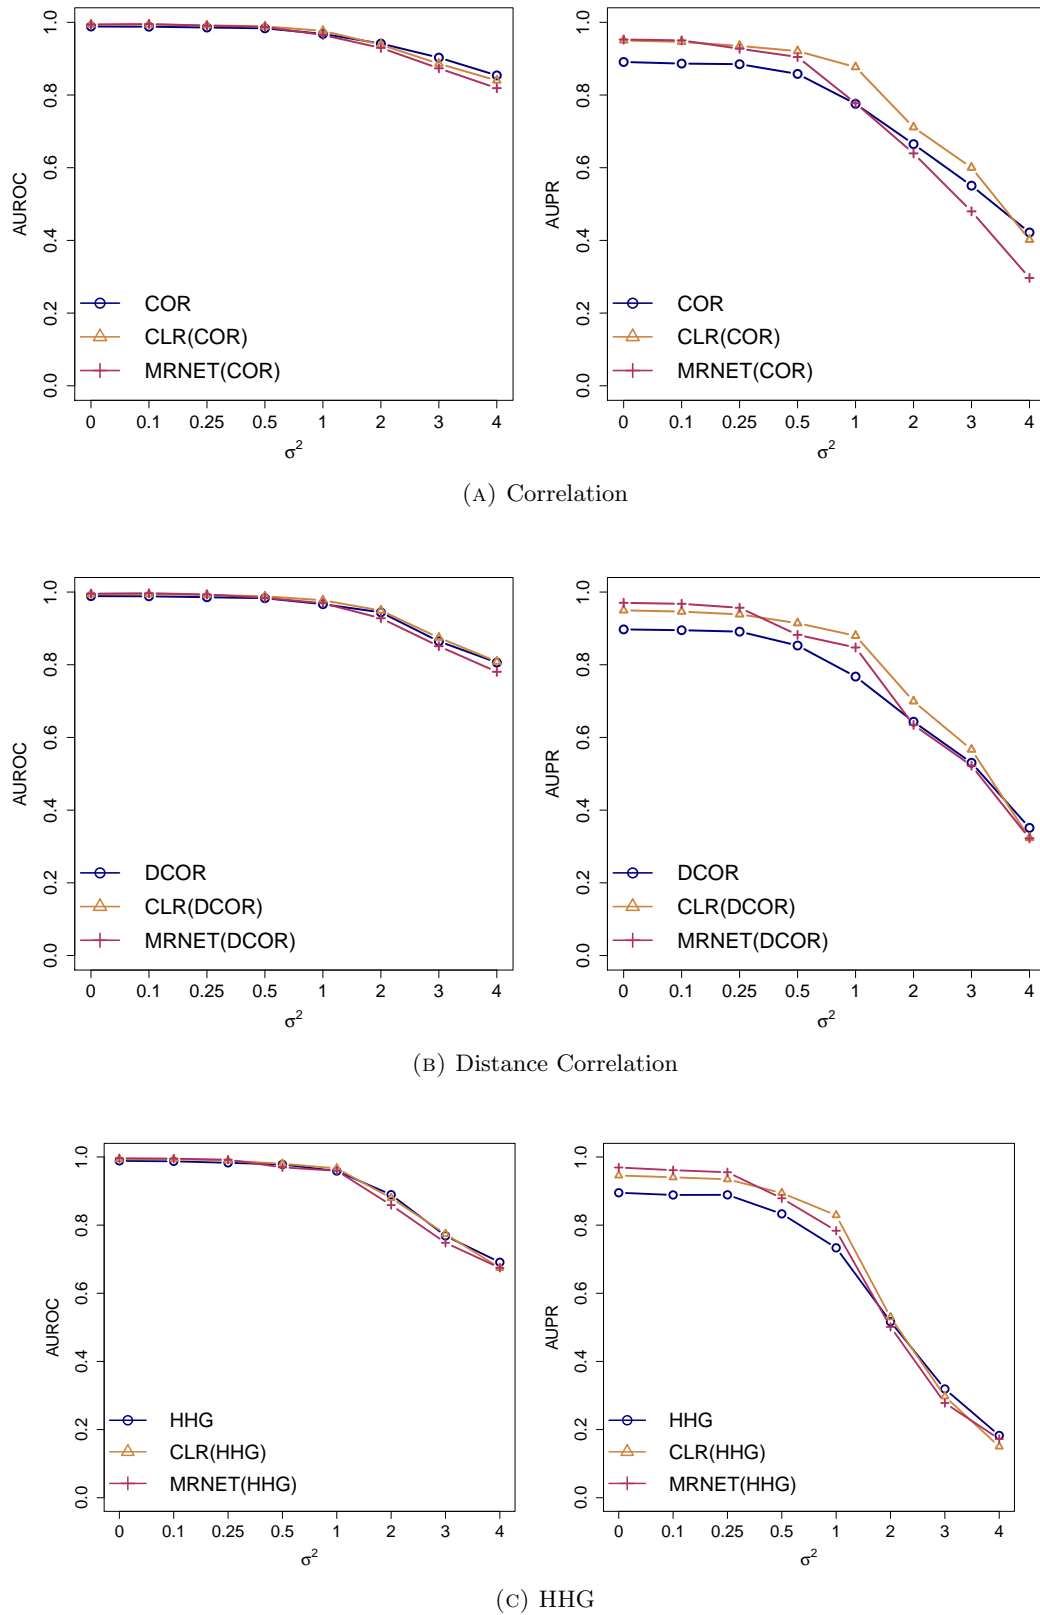 AUROC
1.0
0.8
0.6
0.4
0.2
0.0
COR
CLR(COR)
MRNET(COR)
0 0.1 0.25 0.5 1 2 3 4
σ²
AUPR
1.0
0.8
0.6
0.4
0.2
0.0
COR
CLR(COR)
MRNET(COR)
0 0.1 0.25 0.5 1 2 3 4
σ²
(A) Correlation
AUROC
1.0
0.8
0.6
0.4
0.2
0.0
DCOR
CLR(DCOR)
MRNET(DCOR)
0 0.1 0.25 0.5 1 2 3 4
σ²
AUPR
1.0
0.8
0.6
0.4
0.2
0.0
DCOR
CLR(DCOR)
MRNET(DCOR)
0 0.1 0.25 0.5 1 2 3 4
σ²
(B) Distance Correlation
AUROC
1.0
0.8
0.6
0.4
0.2
0.0
HHG
CLR(HHG)
MRNET(HHG)
0 0.1 0.25 0.5 1 2 3 4
σ²
AUPR
1.0
0.8
0.6
0.4
0.2
0.0
HHG
CLR(HHG)
MRNET(HHG)
0 0.1 0.25 0.5 1 2 3 4
σ²
(C) HHG